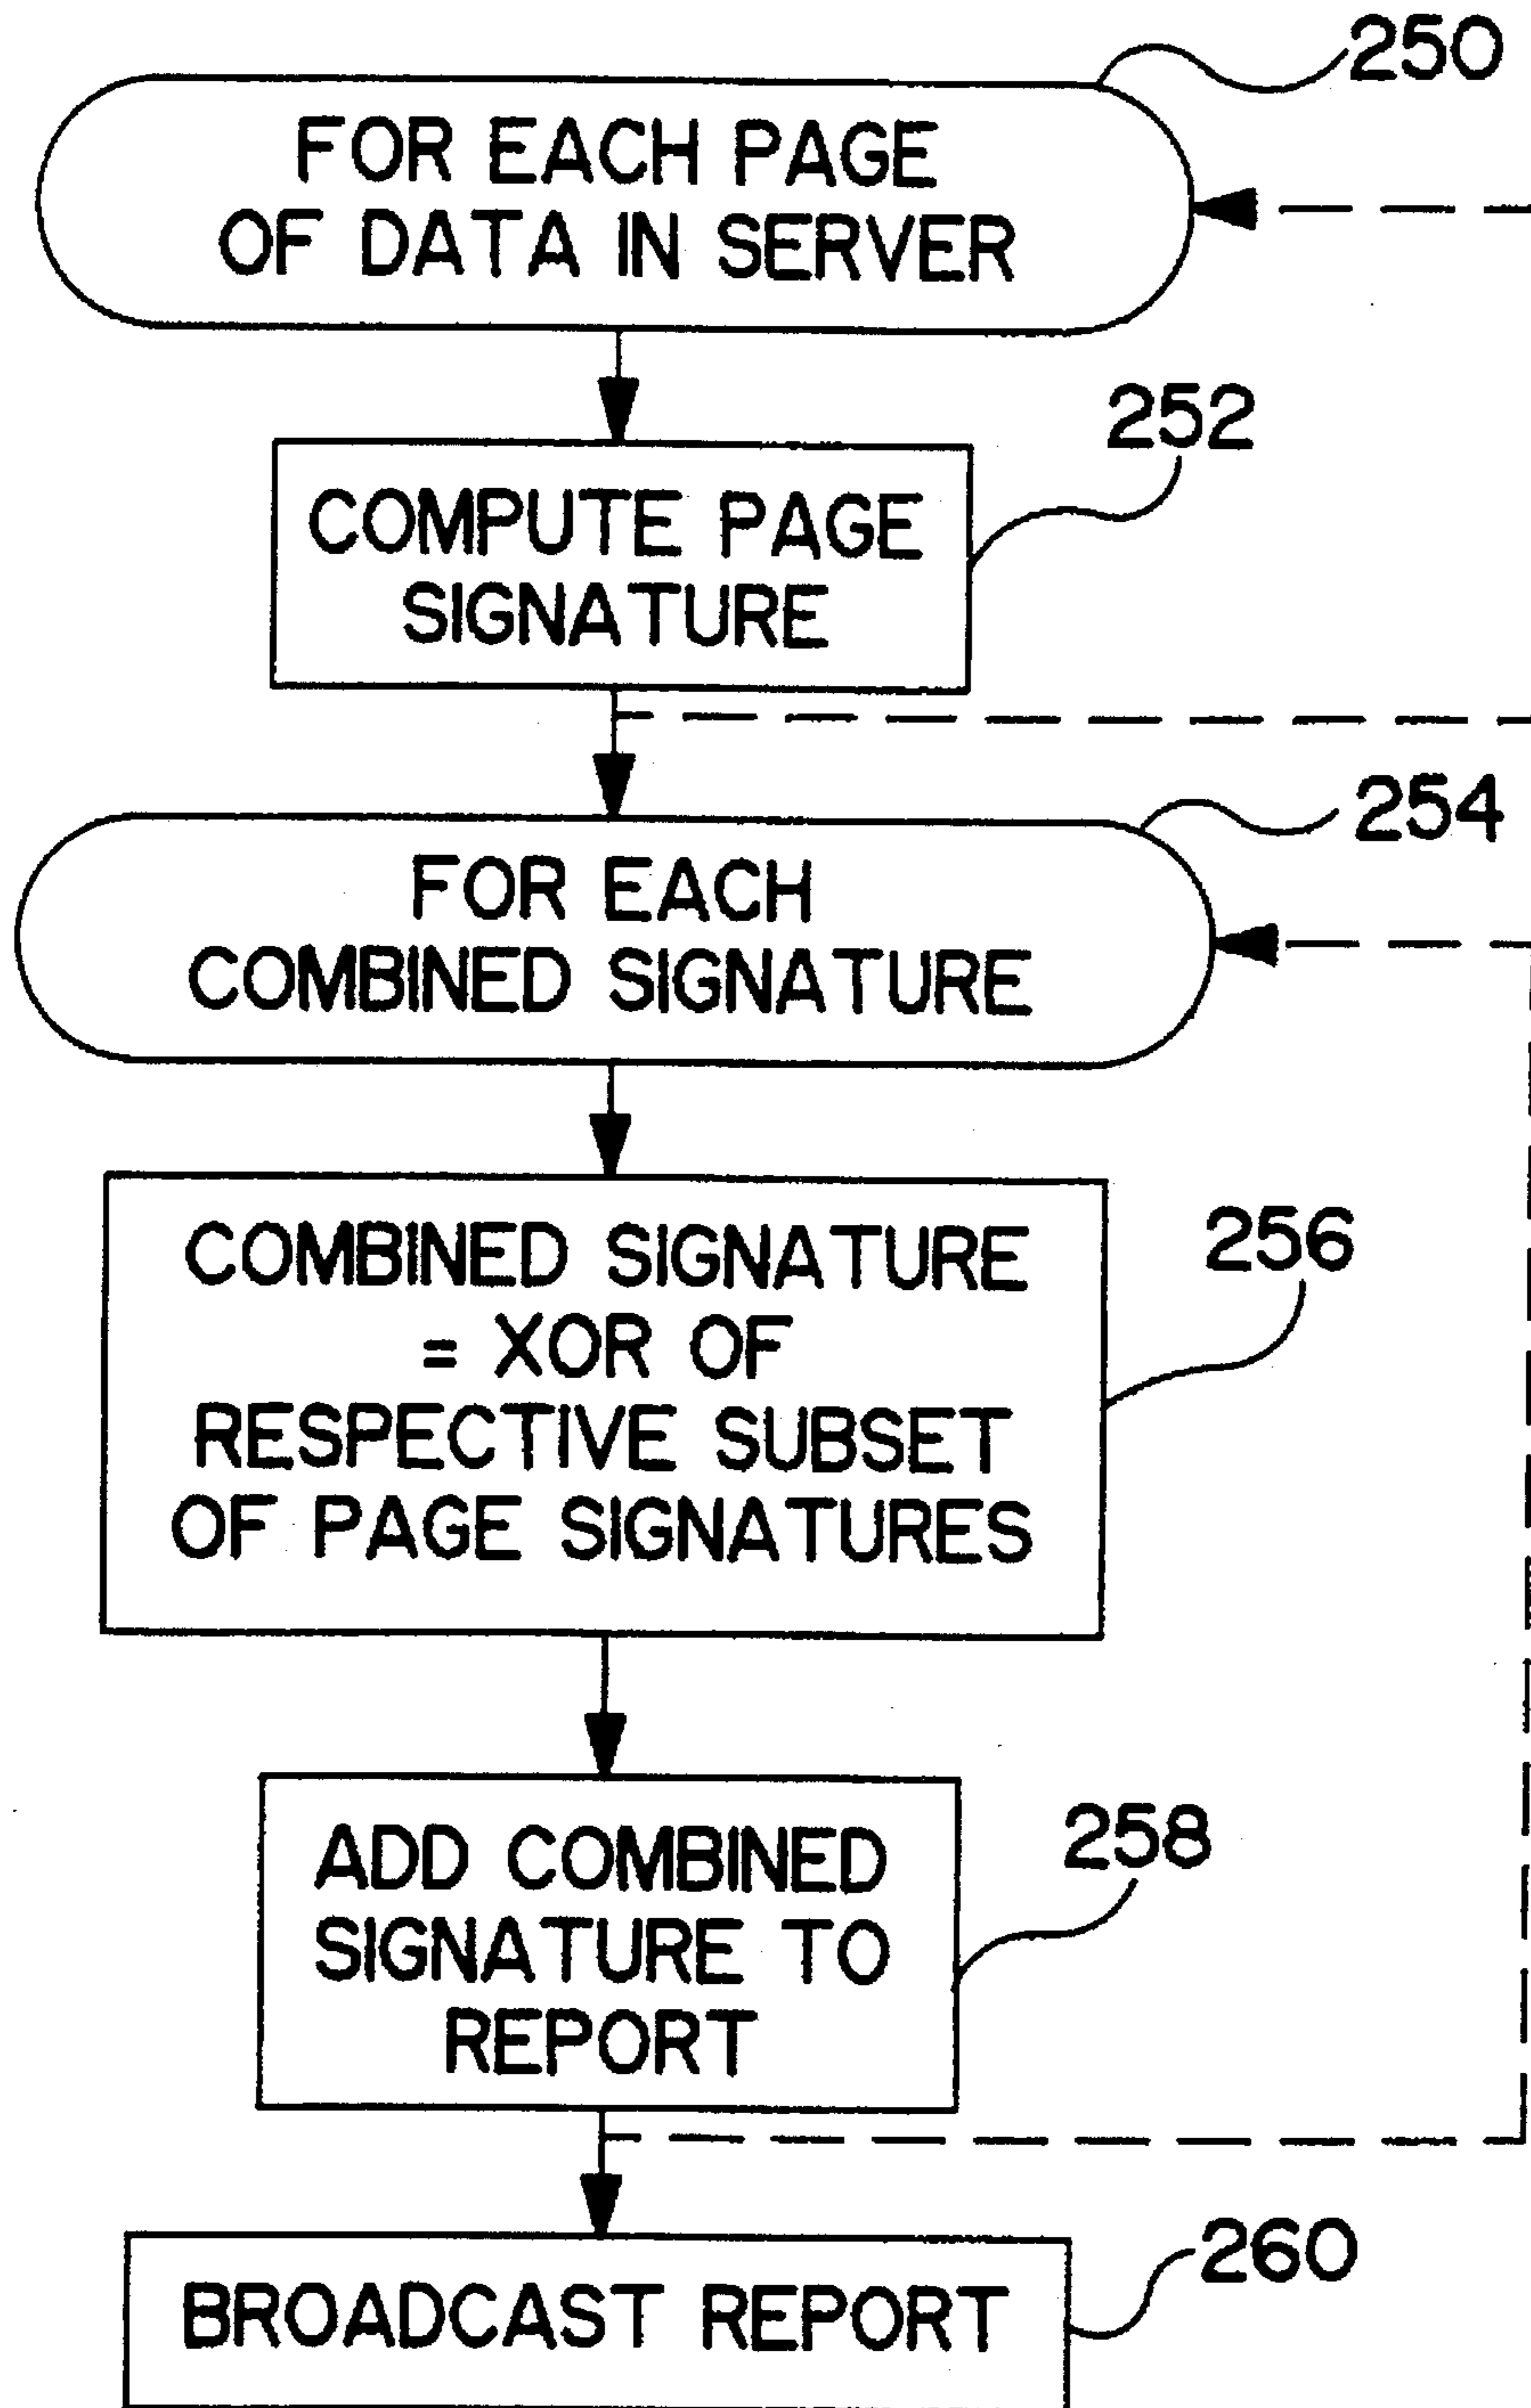 250
FOR EACH PAGE
OF DATA IN SERVER
252
COMPUTE PAGE
SIGNATURE
254
FOR EACH
COMBINED SIGNATURE
COMBINED SIGNATURE
= XOR OF
RESPECTIVE SUBSET
OF PAGE SIGNATURES
256
ADD COMBINED
SIGNATURE TO
REPORT
258
BROADCAST REPORT
260